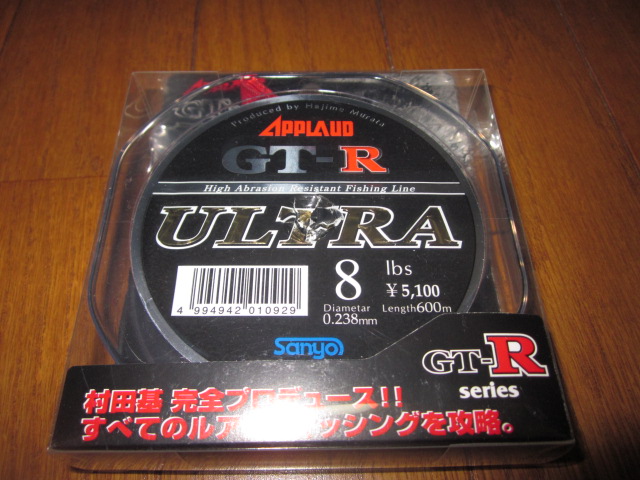 Produced by Hajime Murata
APPLAUD
GT-R
High Abrasion Resistant Fishing Line
ULTRA
8 lbs
¥5,100
Diametar 0.238mm
Length600m
4 994942 010929
Sanyo
GT-R
series
村田基 完全プロデュース!!
すべてのルア ッシングを攻略。